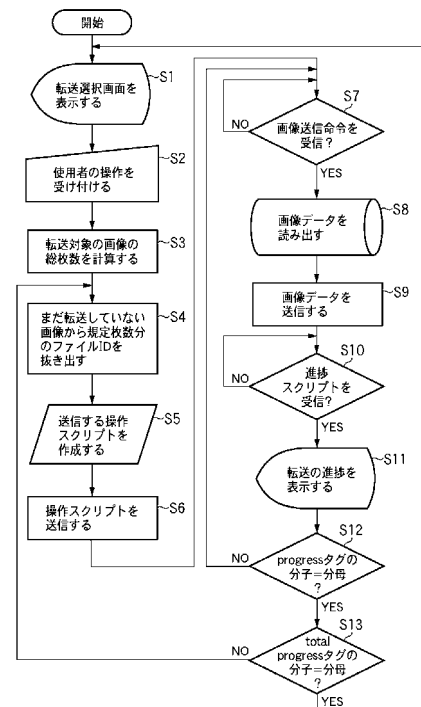 開始
転送選択画面を
表示する
S1
使用者の操作を
受け付ける
S2
転送対象の画像の
総枚数を計算する
S3
まだ転送していない
画像から規定枚数分
のファイルIDを
抜き出す
S4
送信する操作
スクリプトを
作成する
S5
操作スクリプトを
送信する
S6
S7
画像送信命令を
受信?
NO
YES
画像データを
読み出す
S8
画像データを
送信する
S9
S10
進捗
スクリプトを
受信?
NO
YES
転送の進捗を
表示する
S11
S12
progressタグの
分子=分母
?
NO
YES
S13
total
progressタグの
分子=分母
?
NO
YES